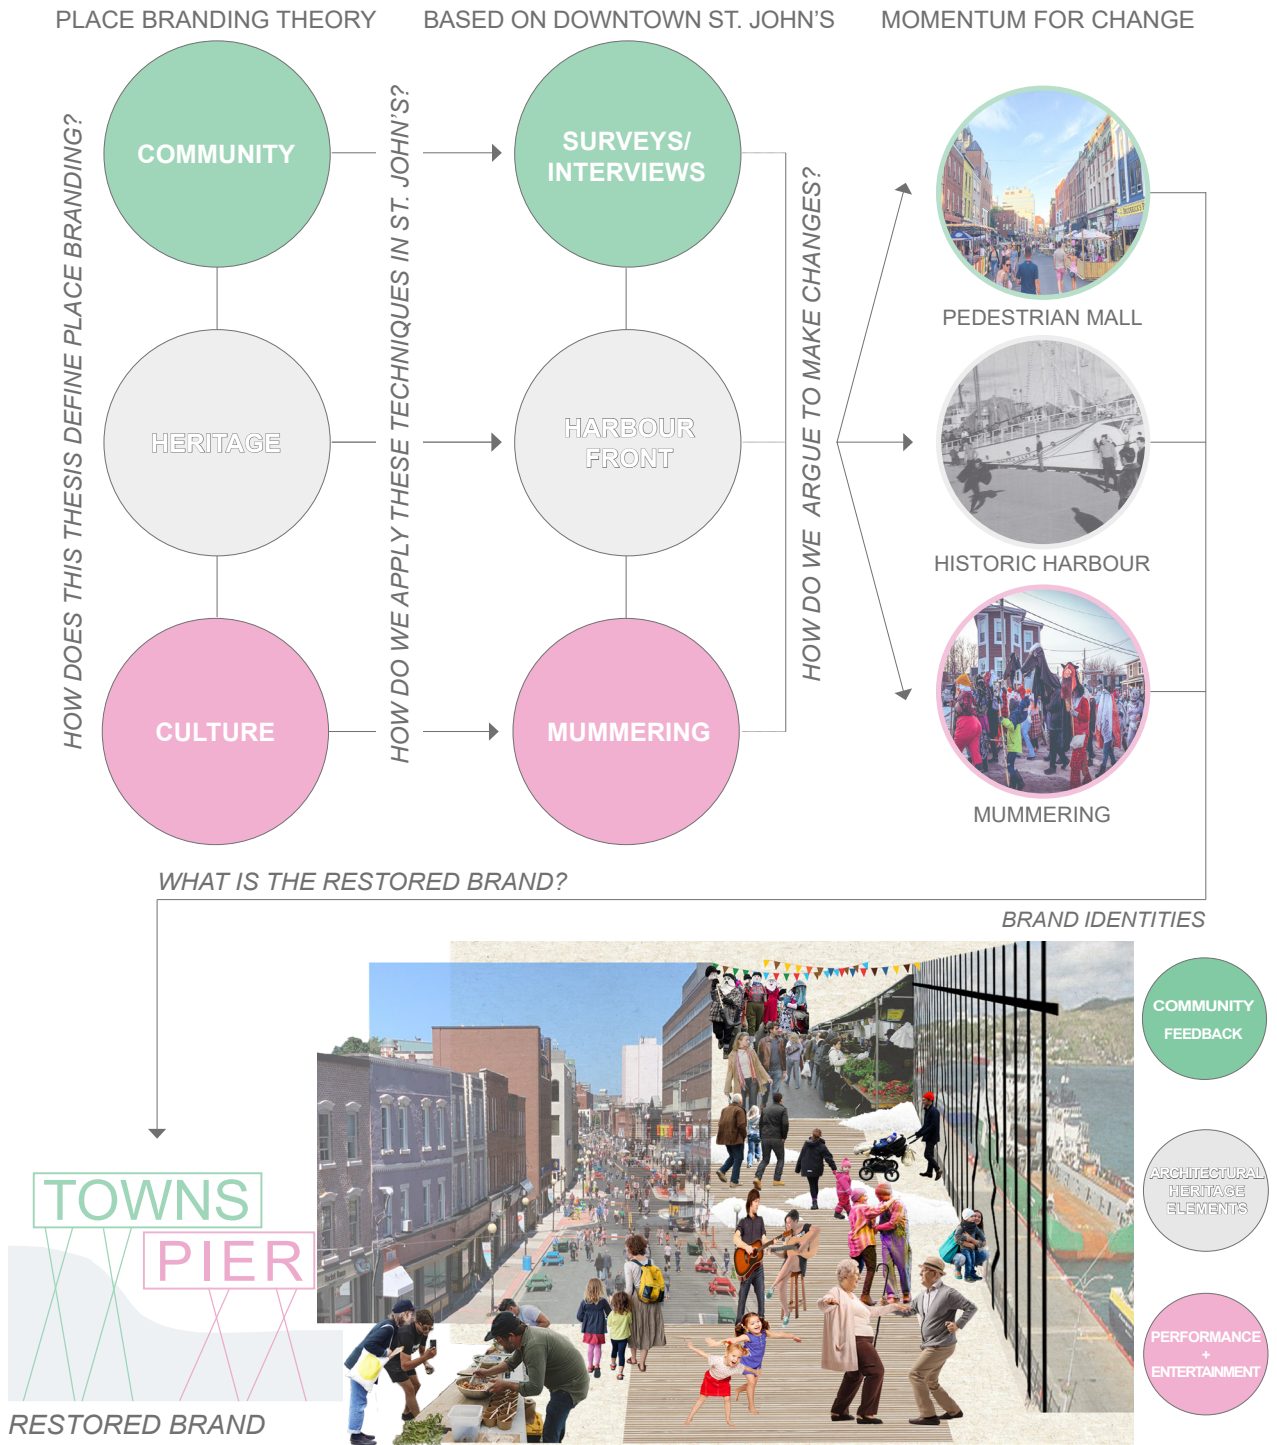 PLACE BRANDING THEORY
BASED ON DOWNTOWN ST. JOHN'S
MOMENTUM FOR CHANGE
HOW DOES THIS THESIS DEFINE PLACE BRANDING?
COMMUNITY
HERITAGE
CULTURE
HOW DO WE APPLY THESE TECHNIQUES IN ST. JOHN'S?
SURVEYS/
INTERVIEWS
HARBOUR
FRONT
MUMMERING
HOW DO WE ARGUE TO MAKE CHANGES?
PEDESTRIAN MALL
HISTORIC HARBOUR
MUMMERING
WHAT IS THE RESTORED BRAND?
BRAND IDENTITIES
COMMUNITY
FEEDBACK
ARCHITECTURAL
HERITAGE
ELEMENTS
PERFORMANCE
+
ENTERTAINMENT
TOWNS
PIER
RESTORED BRAND